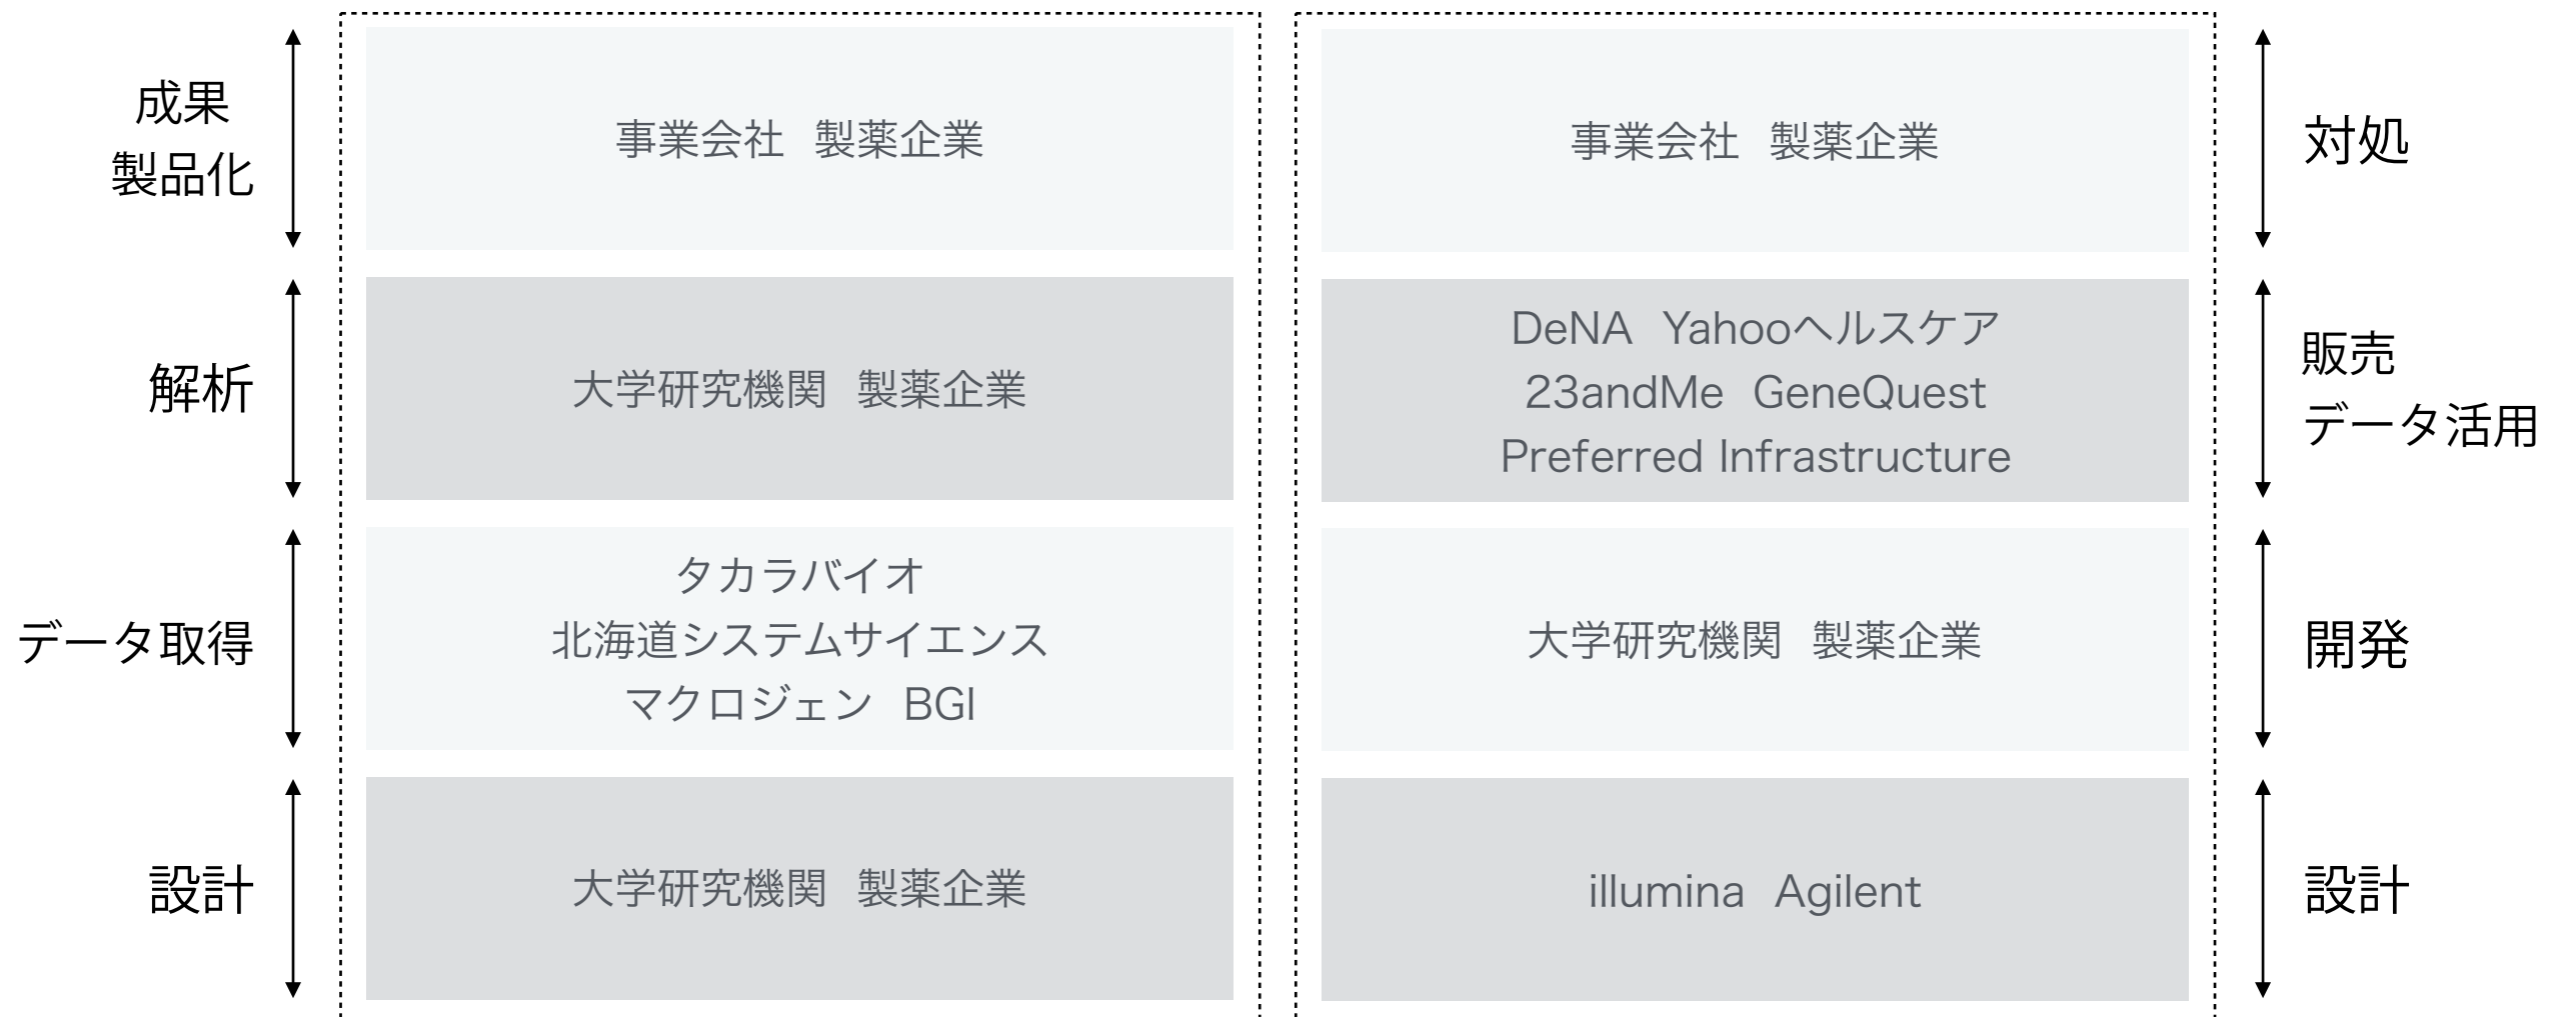 成果
製品化
事業会社 製薬企業
解析
大学研究機関 製薬企業
データ取得
タカラバイオ
北海道システムサイエンス
マクロジェン BGI
設計
大学研究機関 製薬企業
事業会社 製薬企業
対処
DeNA Yahooヘルスケア
23andMe GeneQuest
Preferred Infrastructure
販売
データ活用
大学研究機関 製薬企業
開発
illumina Agilent
設計